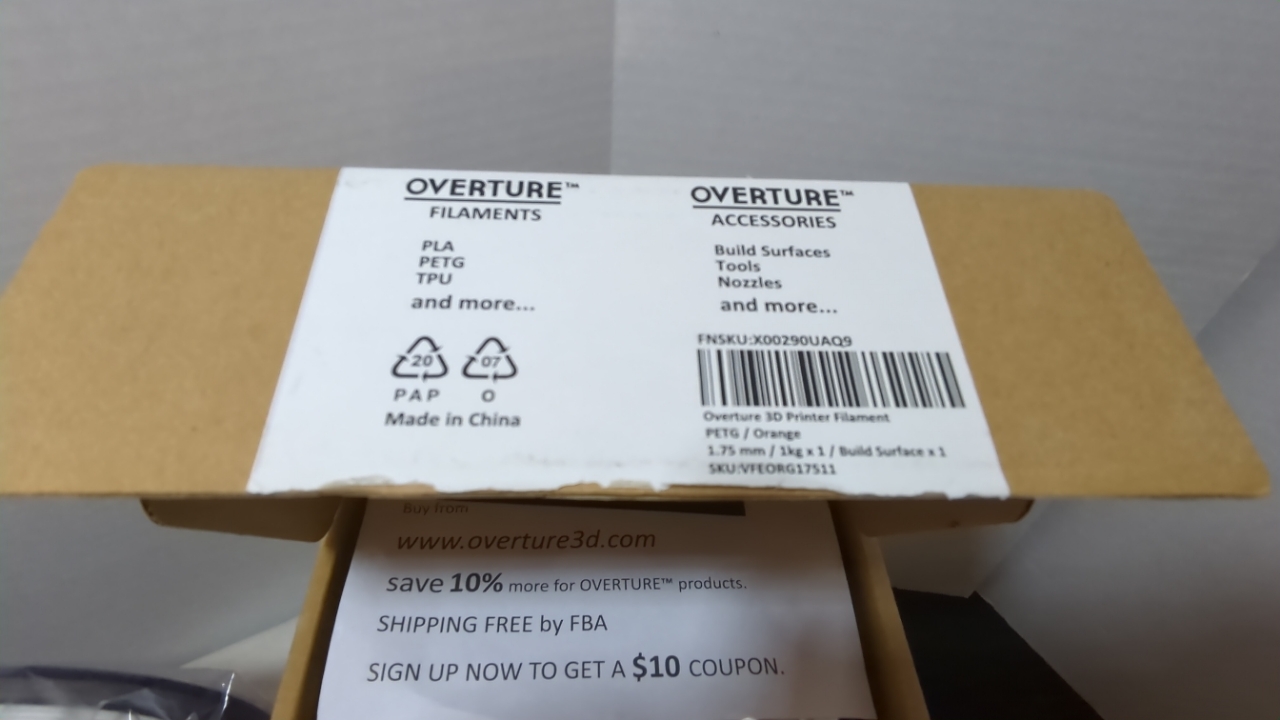 OVERTURE™
FILAMENTS
PLA
PETG
TPU
and more...
20
07
PAP
O
Made in China
OVERTURE™
ACCESSORIES
Build Surfaces
Tools
Nozzles
and more...
FNSKU:X00290UAQ9
Overture 3D Printer Filament
PETG / Orange
1.75 mm / 1kg x 1 / Build Surface x 1
SKU:VFEORG17511
Buy from
www.overture3d.com
save 10% more for OVERTURE™ products.
SHIPPING FREE by FBA
SIGN UP NOW TO GET A $10 COUPON.